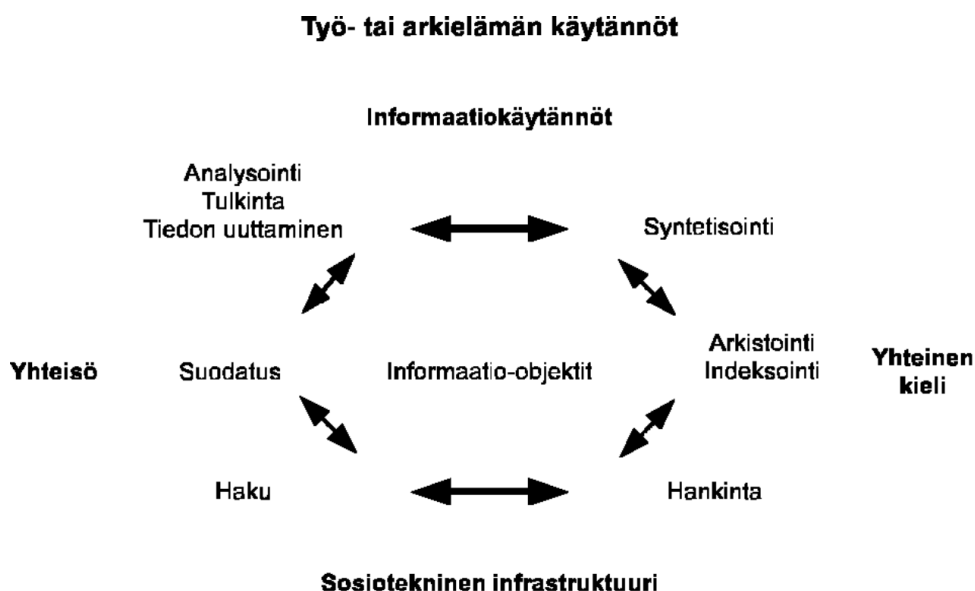 Työ- tai arkielämän käytännöt
Informaatiokäytännöt
Analysointi
Tulkinta
Tiedon uuttaminen
Syntetisointi
Yhteisö
Suodatus
Informaatio-objektit
Arkistointi
Indeksointi
Yhteinen
kieli
Haku
Hankinta
Sosiotekninen infrastruktuuri